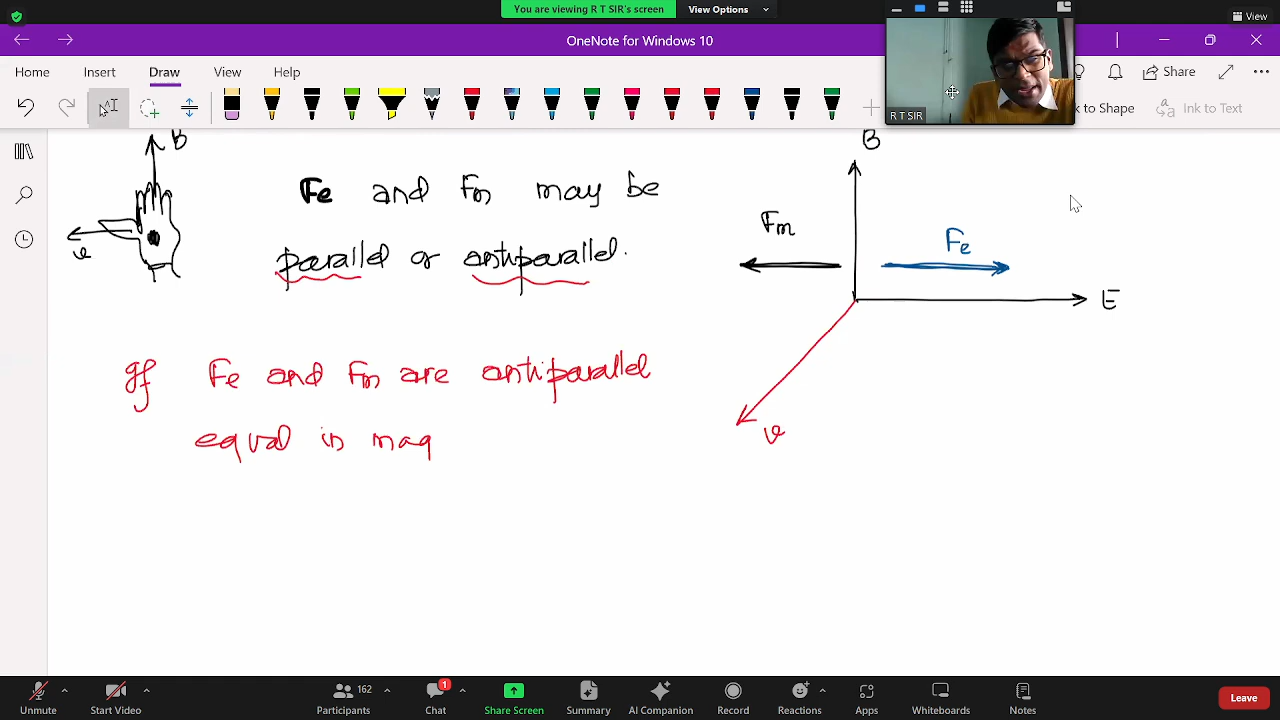 You are viewing R T SIR's screen
View Options
View
OneNote for Windows 10
Home
Insert
Draw
View
Help
Share
to Shape
Ink to Text
R T SIR
B
v
Fe and Fm may be
parallel or antiparallel.
B
Fm
Fe
E
v
If Fe and Fm are antiparallel
equal in mag
Unmute
Start Video
Participants
162
Chat
1
Share Screen
Summary
AI Companion
Record
Reactions
Apps
Whiteboards
Notes
Leave